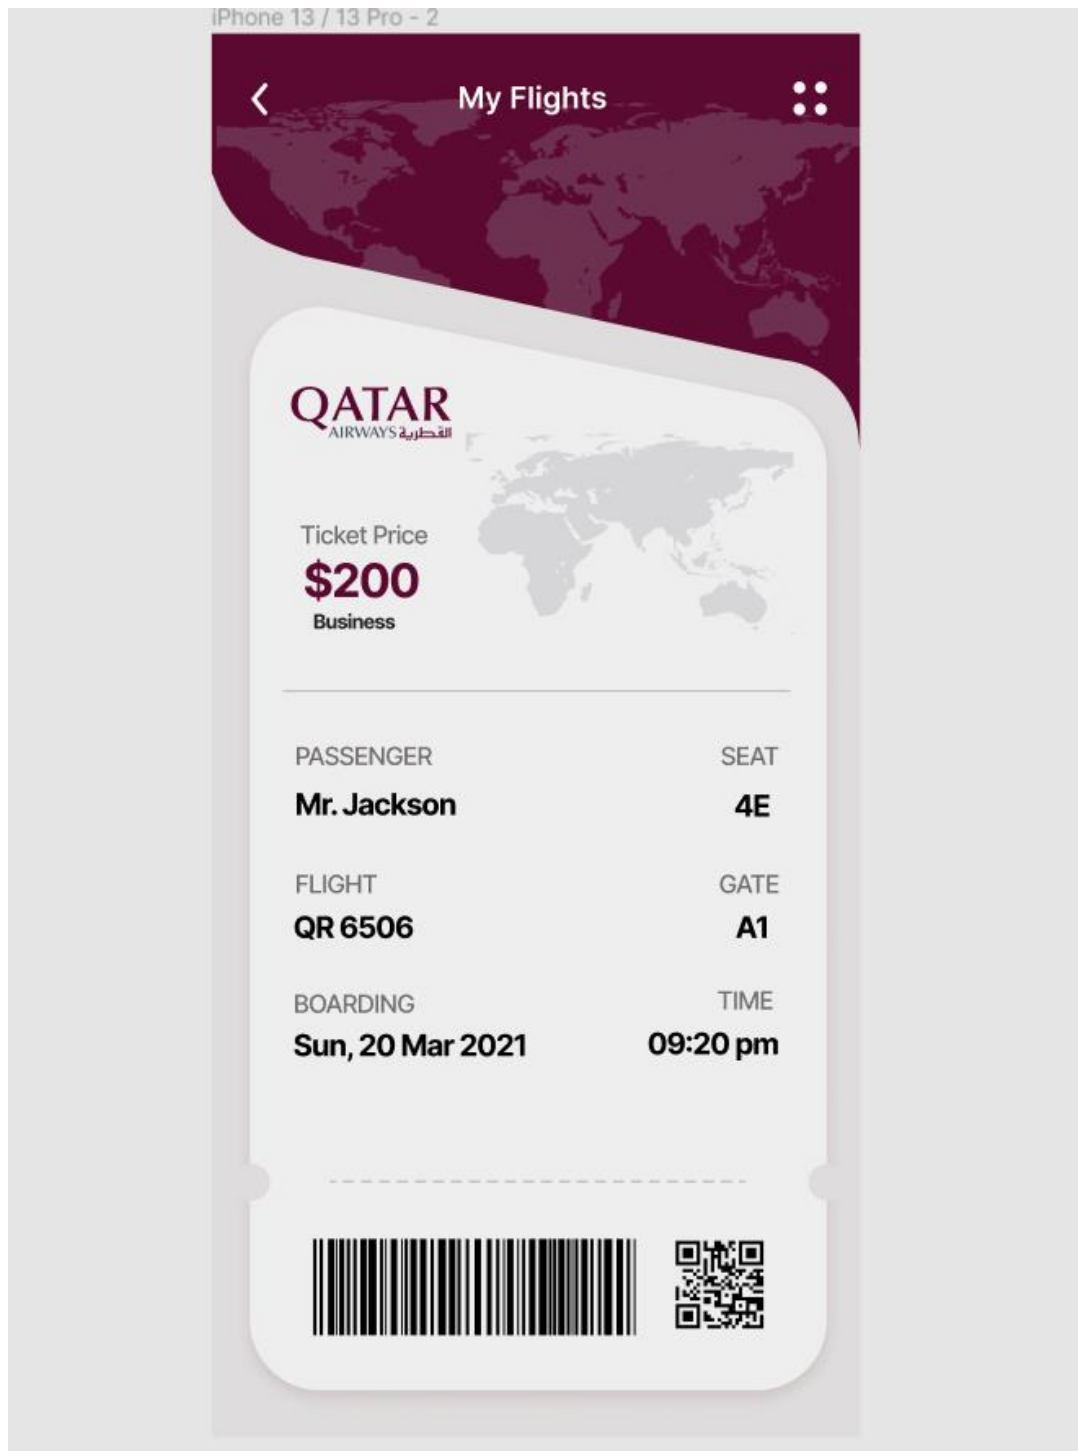 iPhone 13 / 13 Pro - 2
My Flights
QATAR
AIRWAYS القطرية
Ticket Price
$200
Business
PASSENGER SEAT
Mr. Jackson 4E
FLIGHT GATE
QR 6506 A1
BOARDING TIME
Sun, 20 Mar 2021 09:20 pm